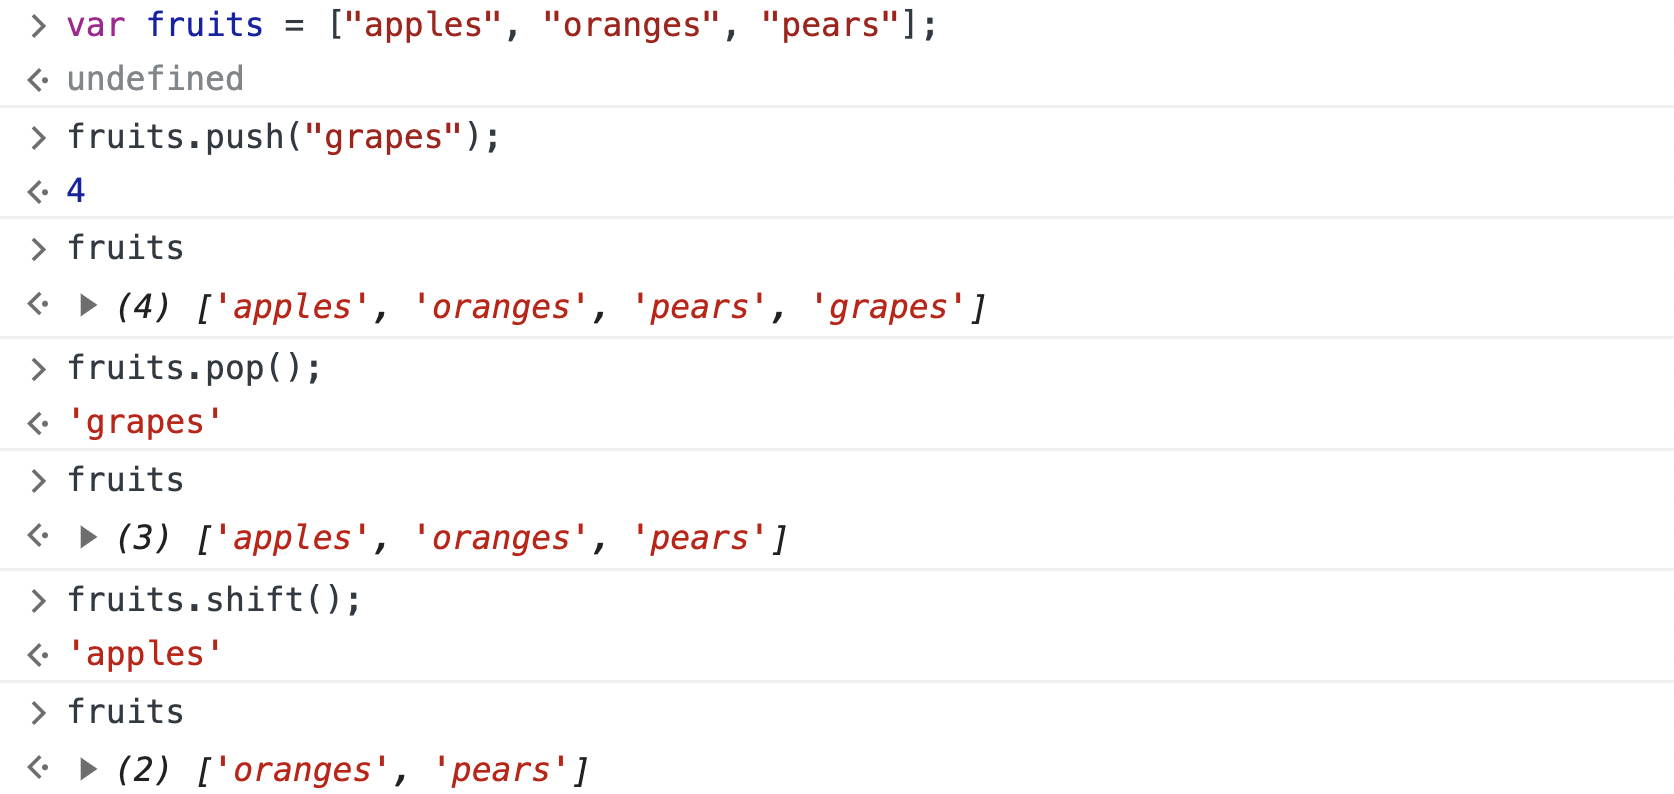 > var fruits = ["apples", "oranges", "pears"];
<· undefined
> fruits.push("grapes");
<· 4
> fruits
<· ▶ (4) ['apples', 'oranges', 'pears', 'grapes']
> fruits.pop();
<· 'grapes'
> fruits
<· ▶ (3) ['apples', 'oranges', 'pears']
> fruits.shift();
<· 'apples'
> fruits
<· ▶ (2) ['oranges', 'pears']